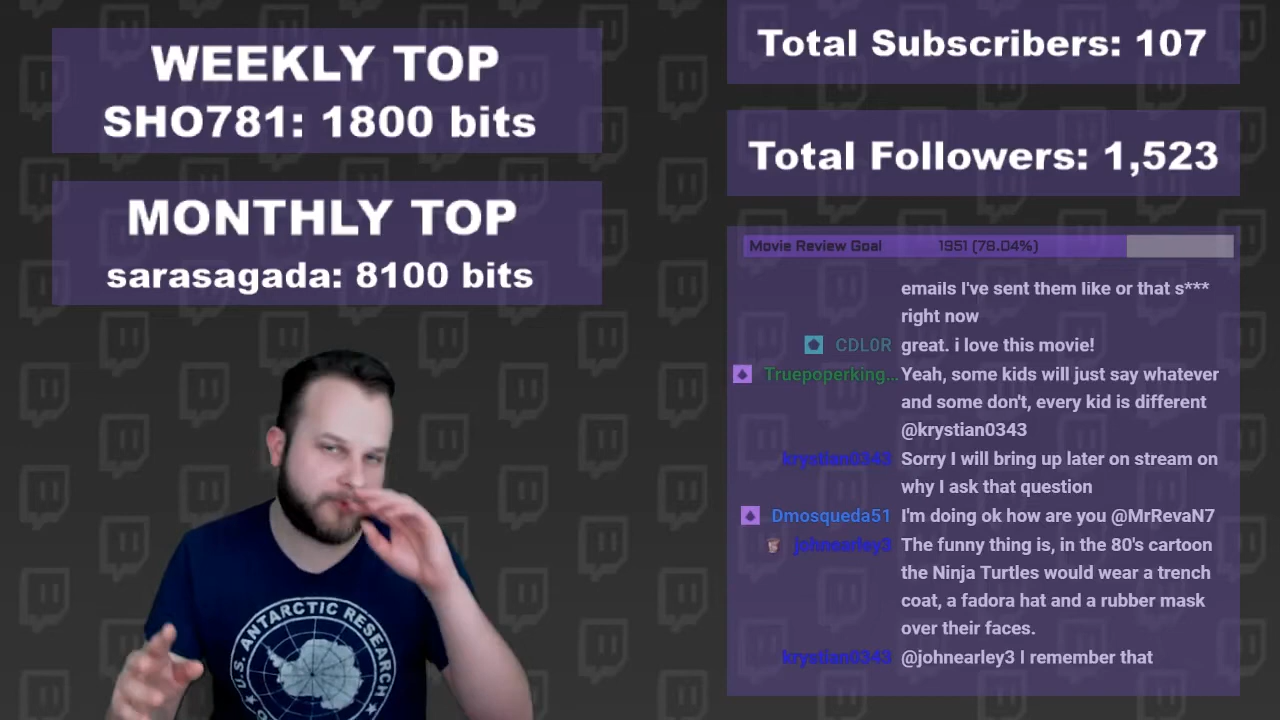 WEEKLY TOP
SHO781: 1800 bits
MONTHLY TOP
sarasagada: 8100 bits
Total Subscribers: 107
Total Followers: 1,523
Movie Review Goal 1951 (78.04%)
emails I've sent them like or that s***
right now
CDL0R great. i love this movie!
Truepoperking... Yeah, some kids will just say whatever
and some don't, every kid is different
@krystian0343
krystian0343 Sorry I will bring up later on stream on
why I ask that question
Dmosqueda51 I'm doing ok how are you @MrRevaN7
johnearley3 The funny thing is, in the 80's cartoon
the Ninja Turtles would wear a trench
coat, a fadora hat and a rubber mask
over their faces.
krystian0343 @johnearley3 I remember that
U.S. ANTARCTIC RESEARCH